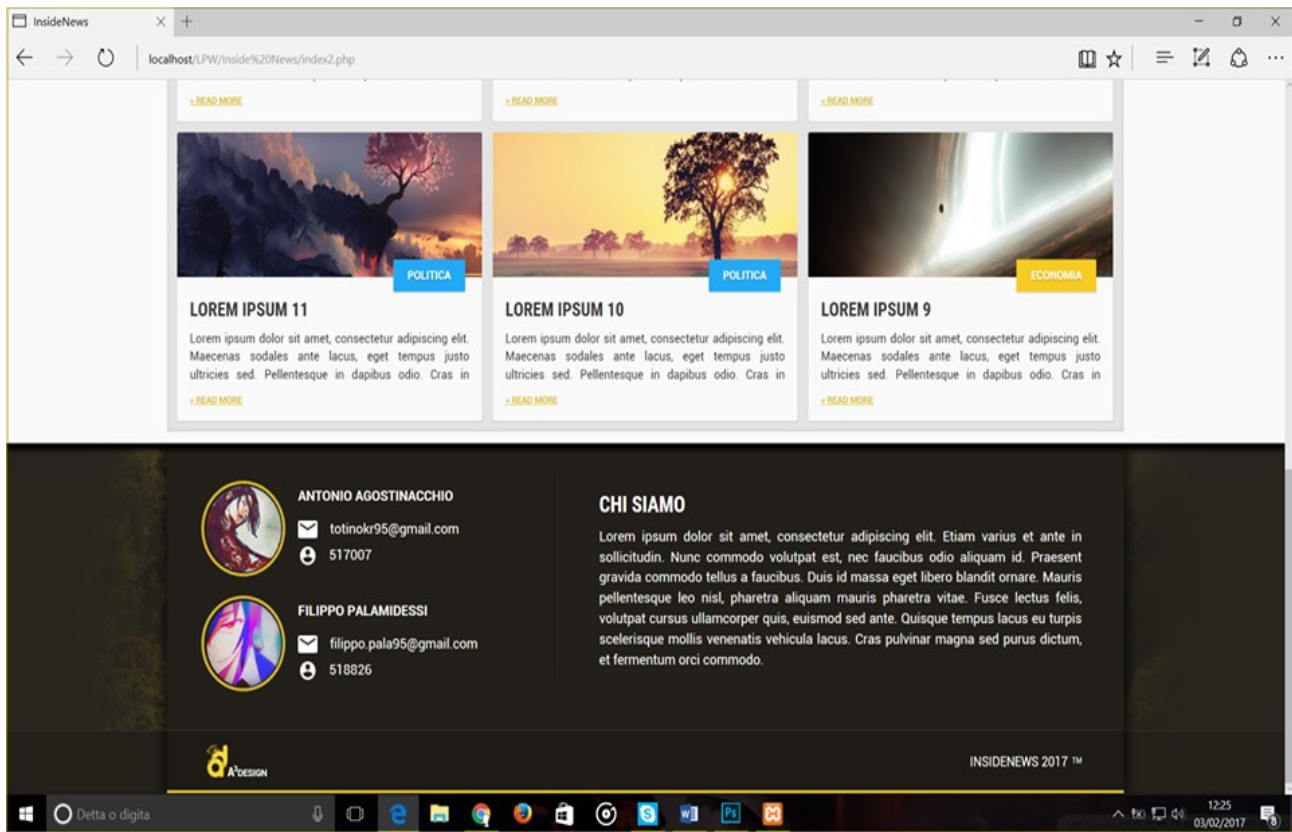 InsideNews
localhost/LPW/Inside%20News/index2.php
» READ MORE
» READ MORE
» READ MORE
POLITICA
LOREM IPSUM 11
Lorem ipsum dolor sit amet, consectetur adipiscing elit.
Maecenas sodales ante lacus, eget tempus justo
ultricies sed. Pellentesque in dapibus odio. Cras in
» READ MORE
POLITICA
LOREM IPSUM 10
Lorem ipsum dolor sit amet, consectetur adipiscing elit.
Maecenas sodales ante lacus, eget tempus justo
ultricies sed. Pellentesque in dapibus odio. Cras in
» READ MORE
ECONOMIA
LOREM IPSUM 9
Lorem ipsum dolor sit amet, consectetur adipiscing elit.
Maecenas sodales ante lacus, eget tempus justo
ultricies sed. Pellentesque in dapibus odio. Cras in
» READ MORE
ANTONIO AGOSTINACCHIO
totinokr95@gmail.com
517007
FILIPPO PALAMIDESSI
filippo.pala95@gmail.com
518826
CHI SIAMO
Lorem ipsum dolor sit amet, consectetur adipiscing elit. Etiam varius et ante in
sollicitudin. Nunc commodo volutpat est, nec faucibus odio aliquam id. Praesent
gravida commodo tellus a faucibus. Duis id massa eget libero blandit ornare. Mauris
pellentesque leo nisl, pharetra aliquam mauris pharetra vitae. Fusce lectus felis,
volutpat cursus ullamcorper quis, euismod sed ante. Quisque tempus lacus eu turpis
scelerisque mollis venenatis vehicula lacus. Cras pulvinar magna sed purus dictum,
et fermentum orci commodo.
A³DESIGN
INSIDENEWS 2017 ™
Detta o digita
12:25
03/02/2017
8